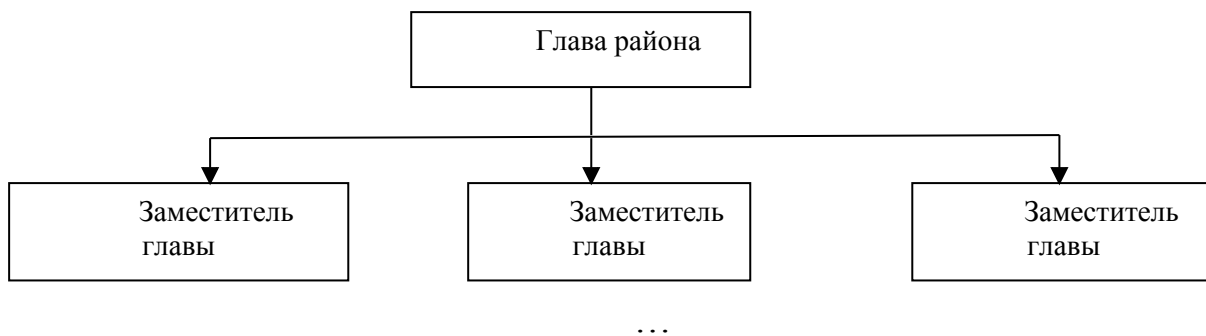 Глава района
Заместитель Заместитель Заместитель
главы главы главы
...